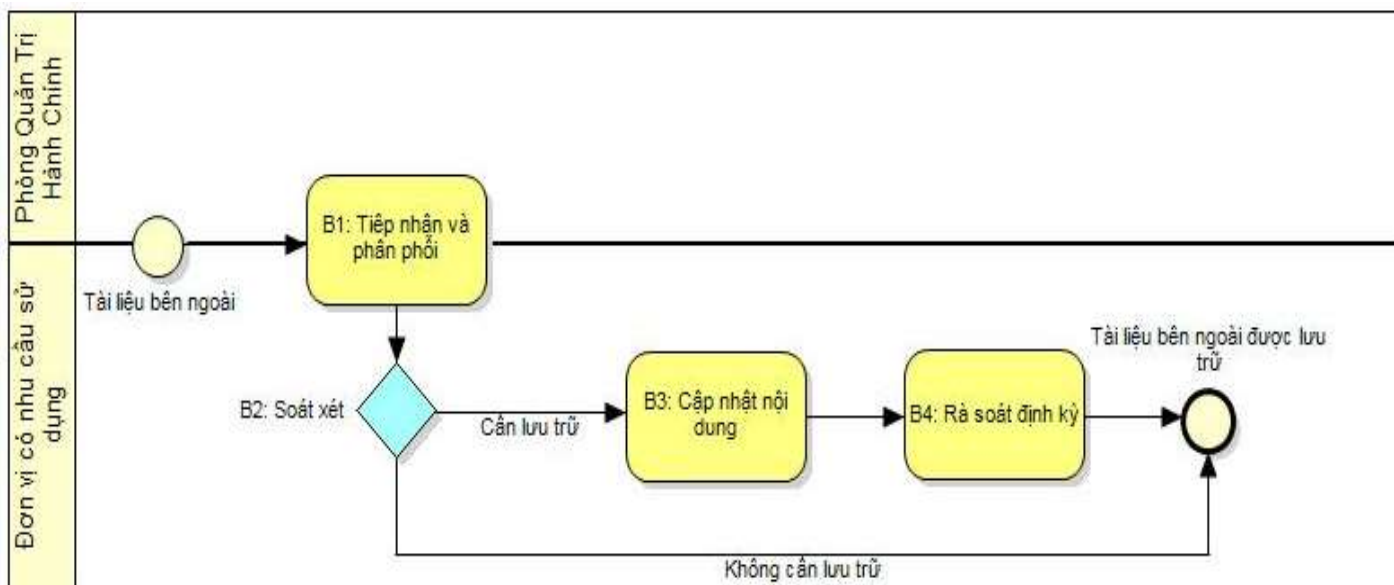 Phòng Quản Trị
Hành Chính
B1: Tiếp nhận và
phân phối
Tài liệu bên ngoài
Đơn vị có nhu cầu sử
dụng
B2: Soát xét
Cần lưu trữ
B3: Cập nhật nội
dung
B4: Rà soát định kỳ
Tài liệu bên ngoài được lưu
trữ
Không cần lưu trữ